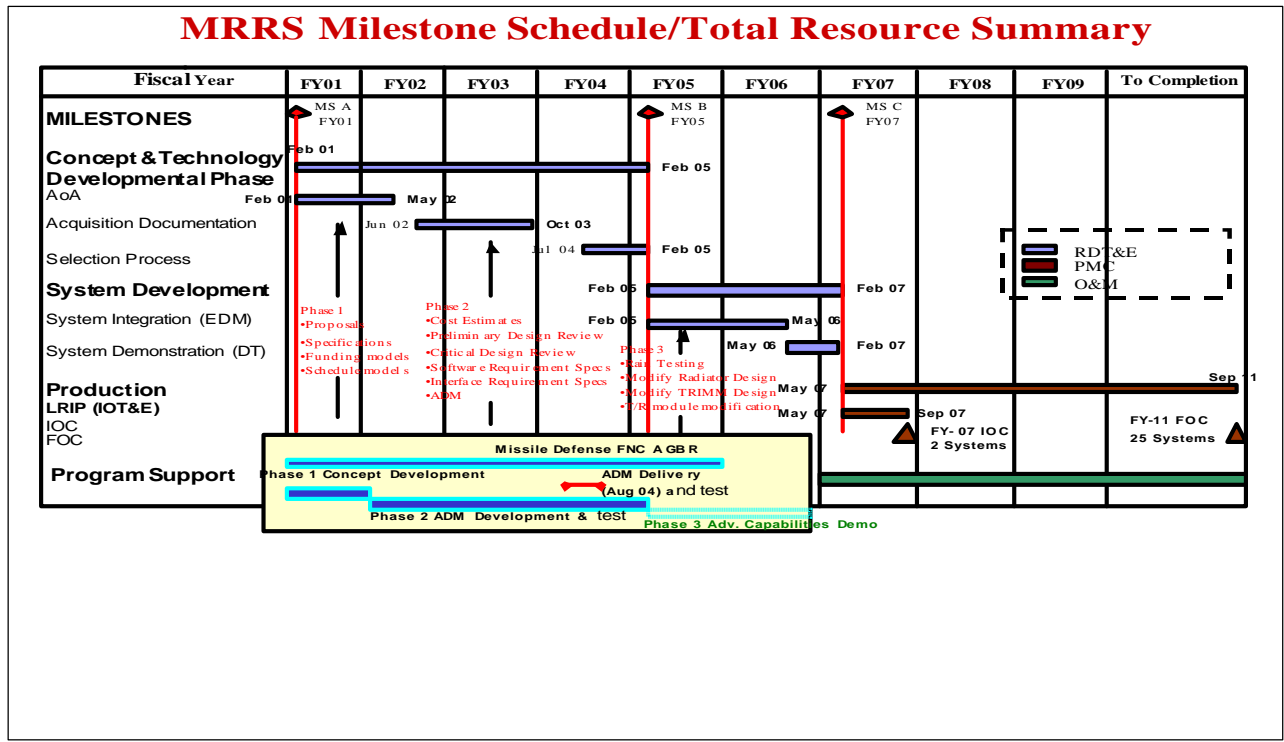 MRRS Milestone Schedule/Total Resource Summary
Fiscal Year FY01 FY02 FY03 FY04 FY05 FY06 FY07 FY08 FY09 To Completion
MILESTONES
MS A
FY01
MS B
FY05
MS C
FY07
Concept & Technology
Developmental Phase
Feb 01
Feb 05
AoA
Feb 01
May 02
Acquisition Documentation
Jun 02
Oct 03
Selection Process
Jul 04
Feb 05
System Development
Feb 05
Feb 07
System Integration (EDM)
Feb 05
May 06
System Demonstration (DT)
May 06
Feb 07
Production
May 07
Sep 11
LRIP (IOT&E)
May 07
Sep 07
IOC
FOC
FY- 07 IOC
2 Systems
FY-11 FOC
25 Systems
RDT&E
PMC
O&M
Phase 1
•Proposals
•Specifications
•Funding models
•Schedule models
Phase 2
•Cost Estimates
•Preliminary Design Review
•Critical Design Review
•Software Requirement Specs
•Interface Requirement Specs
•ADM
Phase 3
•Rain Testing
•Modify Radiator Design
•Modify TRIMM Design
•T/R module modification
Program Support
Missile Defense FNC AGBR
Phase 1 Concept Development
ADM Delivery
(Aug 04) and test
Phase 2 ADM Development & test
Phase 3 Adv. Capabilities Demo